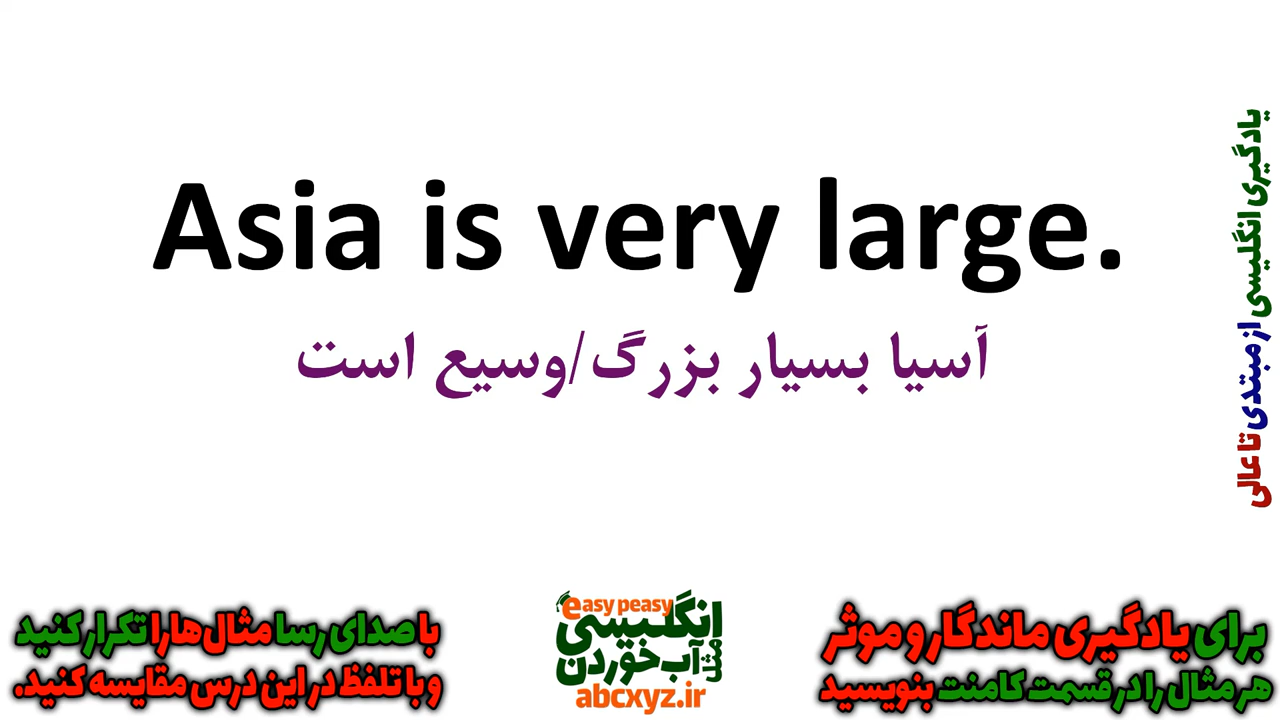 Asia is very large.
آسیا بسیار بزرگ/وسیع است
یادگیری انگلیسی از مبتدی تا عالی
با صدای رسا مثال‌ها را تکرار کنید
و با تلفظ در این درس مقایسه کنید.
easy peasy
انگلیسی
مثل آب خوردن
abcxyz.ir
برای یادگیری ماندگار و موثر
هر مثال را در قسمت کامنت بنویسید